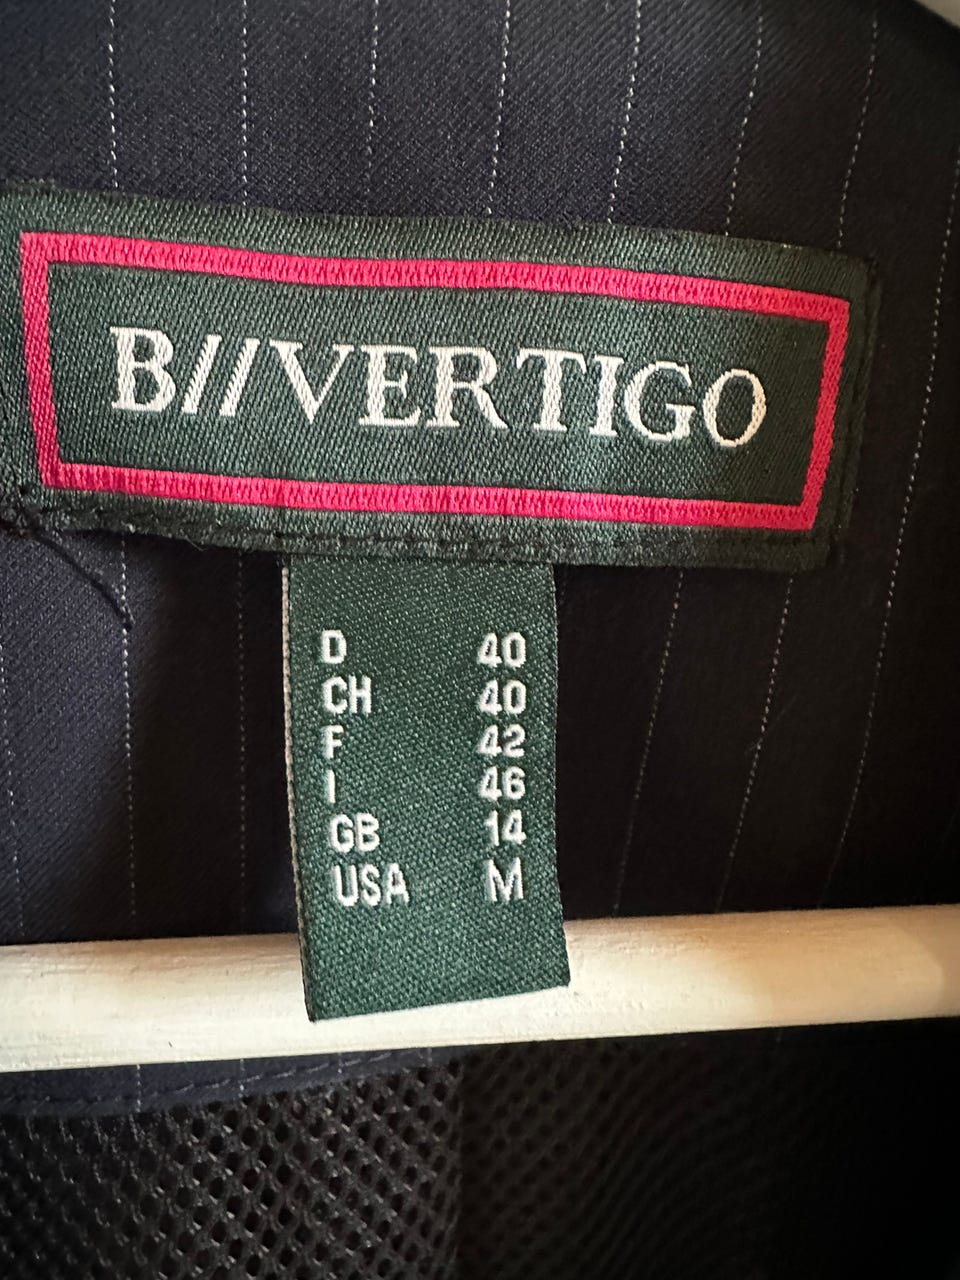 B//VERTIGO
D 40
CH 40
F 42
I 46
GB 14
USA M